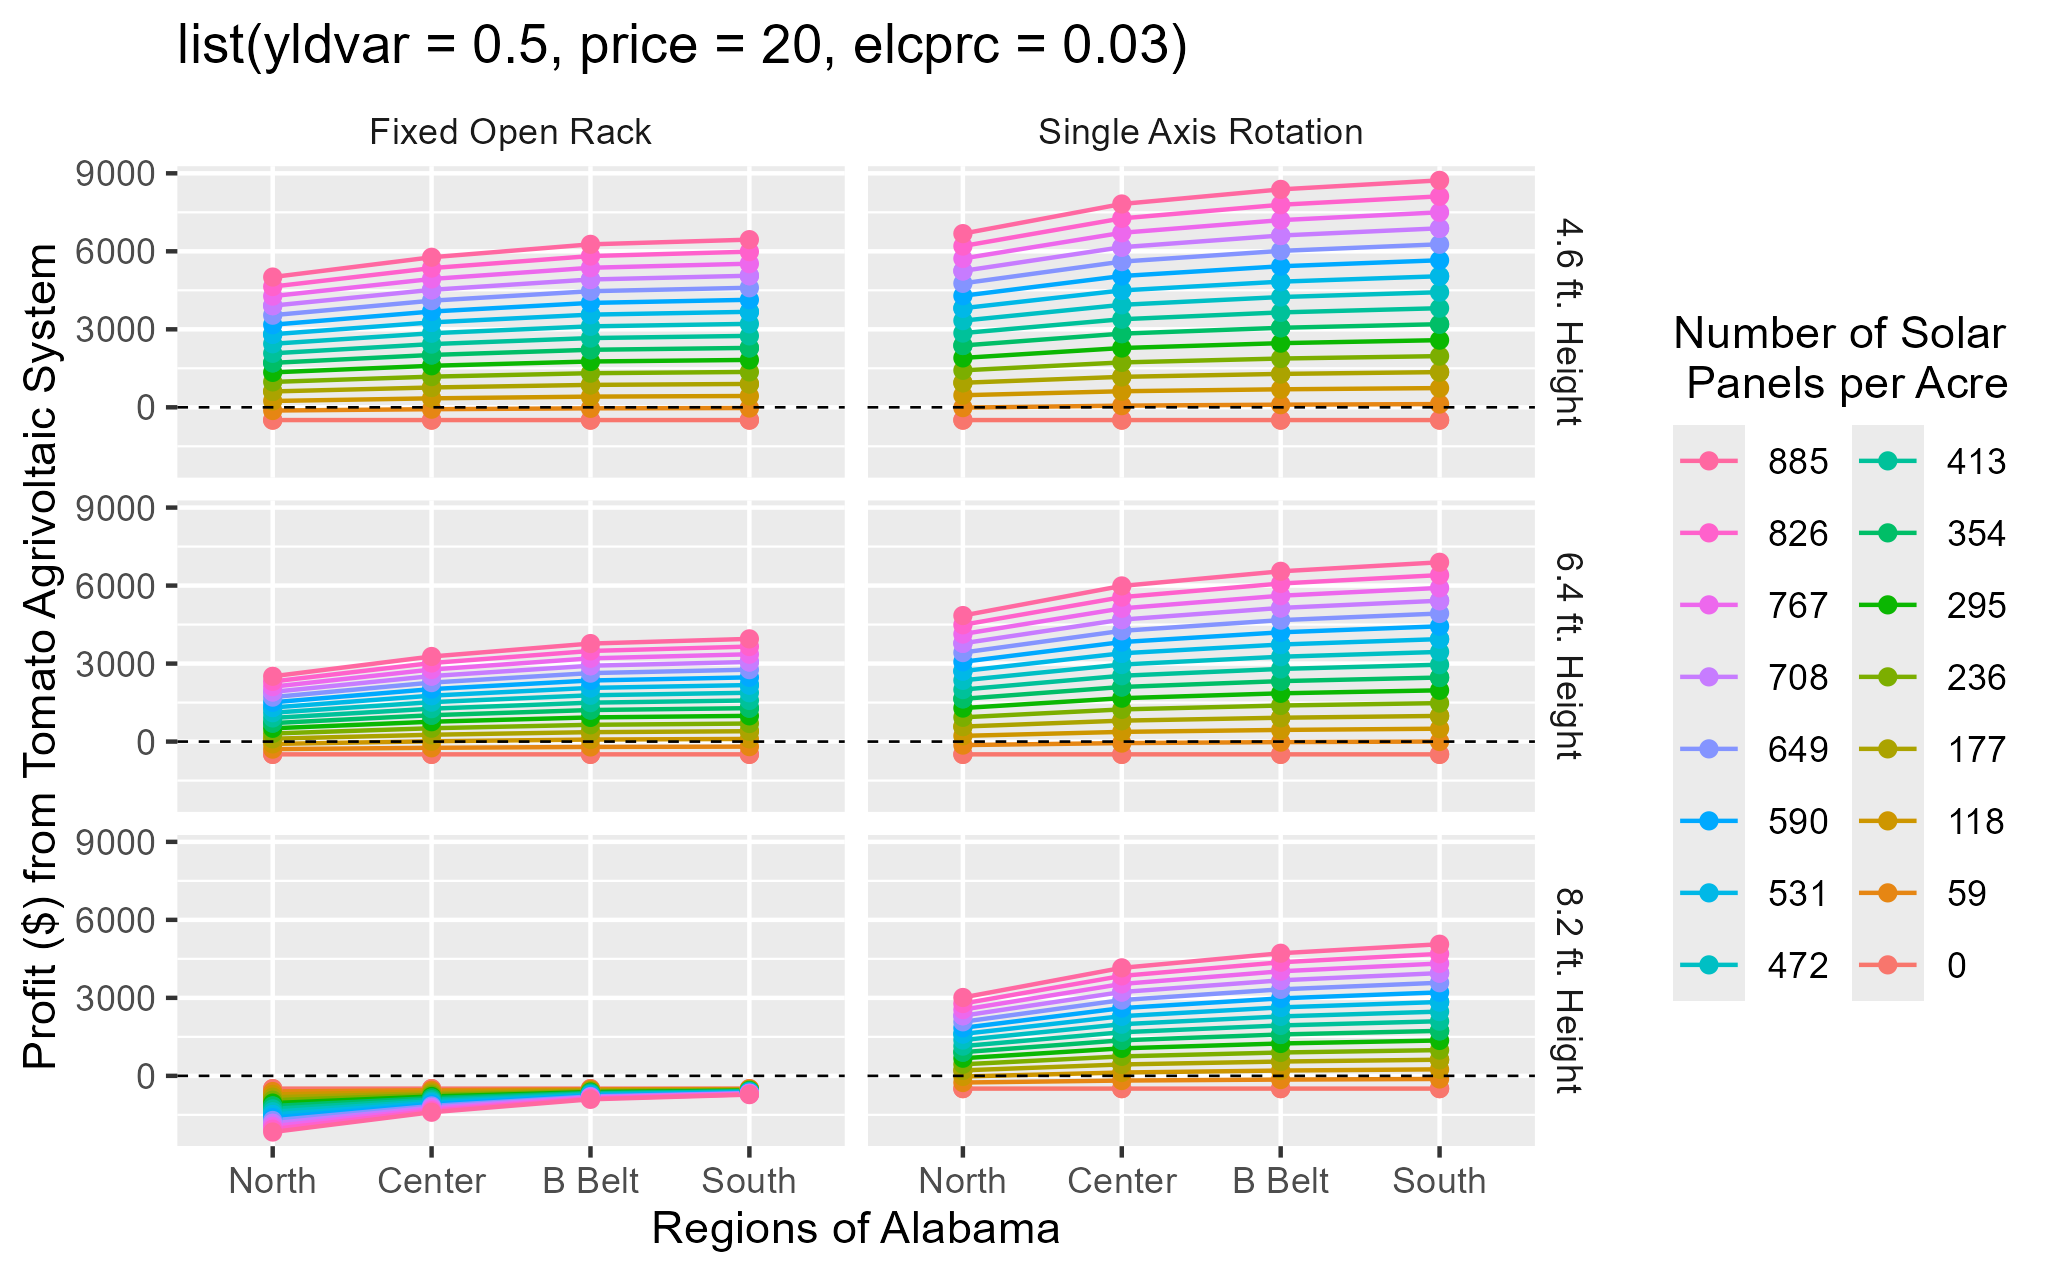 list(yldvar = 0.5, price = 20, elcprc = 0.03)
Fixed Open Rack
Single Axis Rotation
Profit ($) from Tomato Agrivoltaic System
9000
6000
3000
0
4.6 ft. Height
9000
6000
3000
0
6.4 ft. Height
9000
6000
3000
0
8.2 ft. Height
North Center B Belt South
North Center B Belt South
Regions of Alabama
Number of Solar
Panels per Acre
885 413
826 354
767 295
708 236
649 177
590 118
531 59
472 0